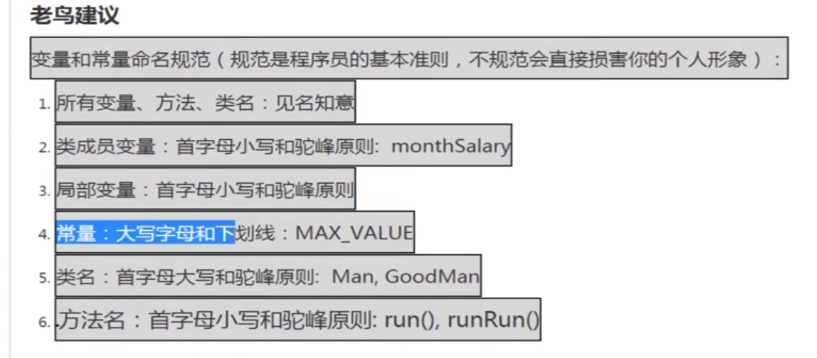 老鸟建议
变量和常量命名规范（规范是程序员的基本准则，不规范会直接损害你的个人形象）：
1. 所有变量、方法、类名：见名知意
2. 类成员变量：首字母小写和驼峰原则: monthSalary
3. 局部变量：首字母小写和驼峰原则
4. 常量：大写字母和下划线：MAX_VALUE
5. 类名：首字母大写和驼峰原则: Man, GoodMan
6. 方法名：首字母小写和驼峰原则: run(), runRun()